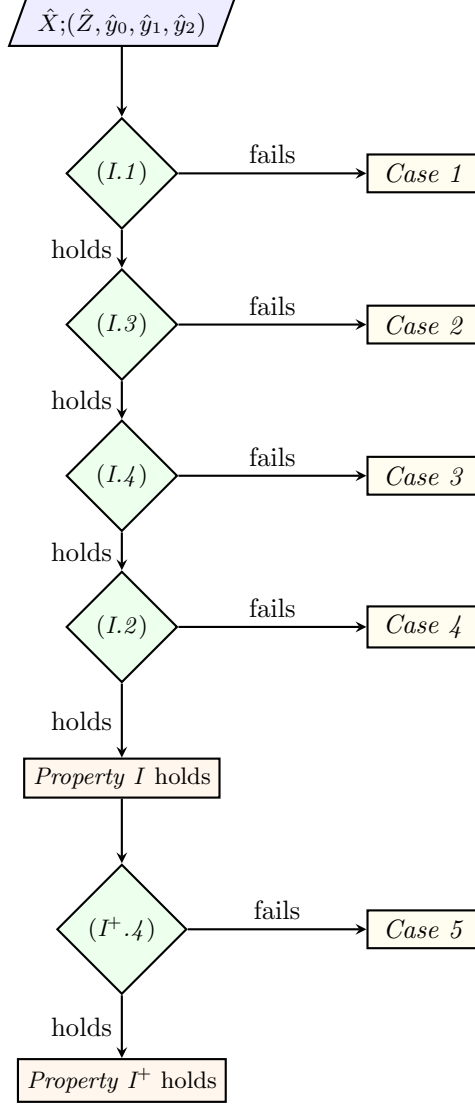 X̂;(Ẑ, ŷ₀, ŷ₁, ŷ₂)
(I.1)
fails
Case 1
holds
(I.3)
fails
Case 2
holds
(I.4)
fails
Case 3
holds
(I.2)
fails
Case 4
holds
Property I holds
(I⁺.4)
fails
Case 5
holds
Property I⁺ holds